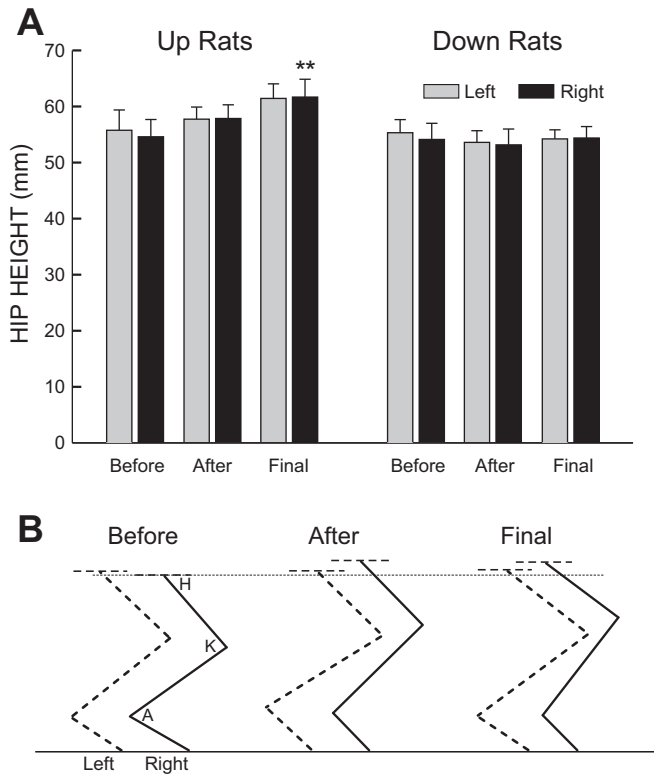 A
Up Rats
Down Rats
**
Left
Right
HIP HEIGHT (mm)
70
60
50
40
30
20
10
0
Before
After
Final
Before
After
Final
B
Before
After
Final
H
K
A
Left
Right